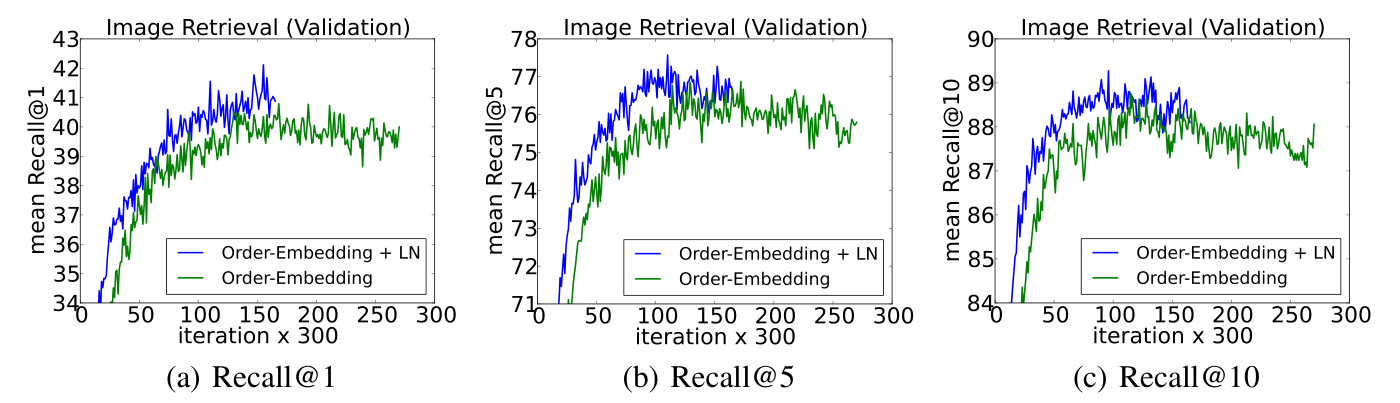 Image Retrieval (Validation)
43
42
41
40
39
38
37
36
35
34
mean Recall@1
Order-Embedding + LN
Order-Embedding
0 50 100 150 200 250 300
iteration x 300
(a) Recall@1
Image Retrieval (Validation)
78
77
76
75
74
73
72
71
mean Recall@5
Order-Embedding + LN
Order-Embedding
0 50 100 150 200 250 300
iteration x 300
(b) Recall@5
Image Retrieval (Validation)
90
89
88
87
86
85
84
mean Recall@10
Order-Embedding + LN
Order-Embedding
0 50 100 150 200 250 300
iteration x 300
(c) Recall@10